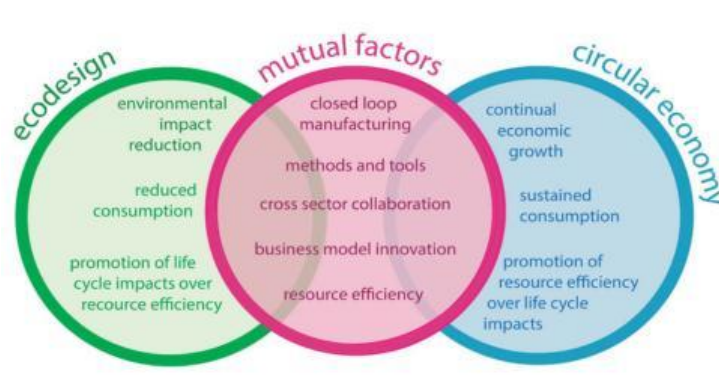 ecodesign
environmental
impact
reduction
reduced
consumption
promotion of life
cycle impacts over
recource efficiency
mutual factors
closed loop
manufacturing
methods and tools
cross sector collaboration
business model innovation
resource efficiency
circular economy
continual
economic
growth
sustained
consumption
promotion of
resource efficiency
over life cycle
impacts